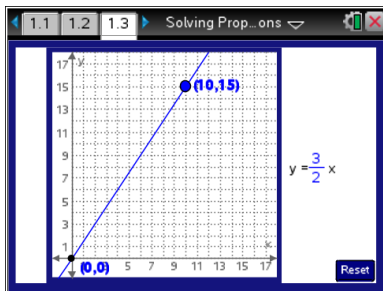 1.1 1.2 1.3 Solving Prop...ons
17 y
15 (10,15)
13
11
9
7
5
3
1 x
(0,0) 5 7 9 11 13 15 17
y = 3/2 x
Reset